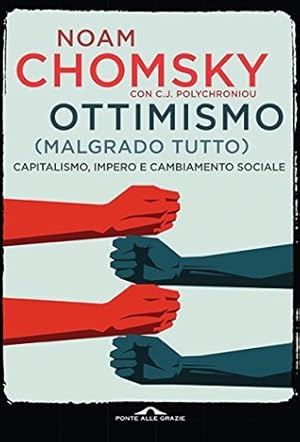 NOAM
CHOMSKY
CON C.J. POLYCHRONIOU
OTTIMISMO
(MALGRADO TUTTO)
CAPITALISMO, IMPERO E CAMBIAMENTO SOCIALE
PONTE ALLE GRAZIE